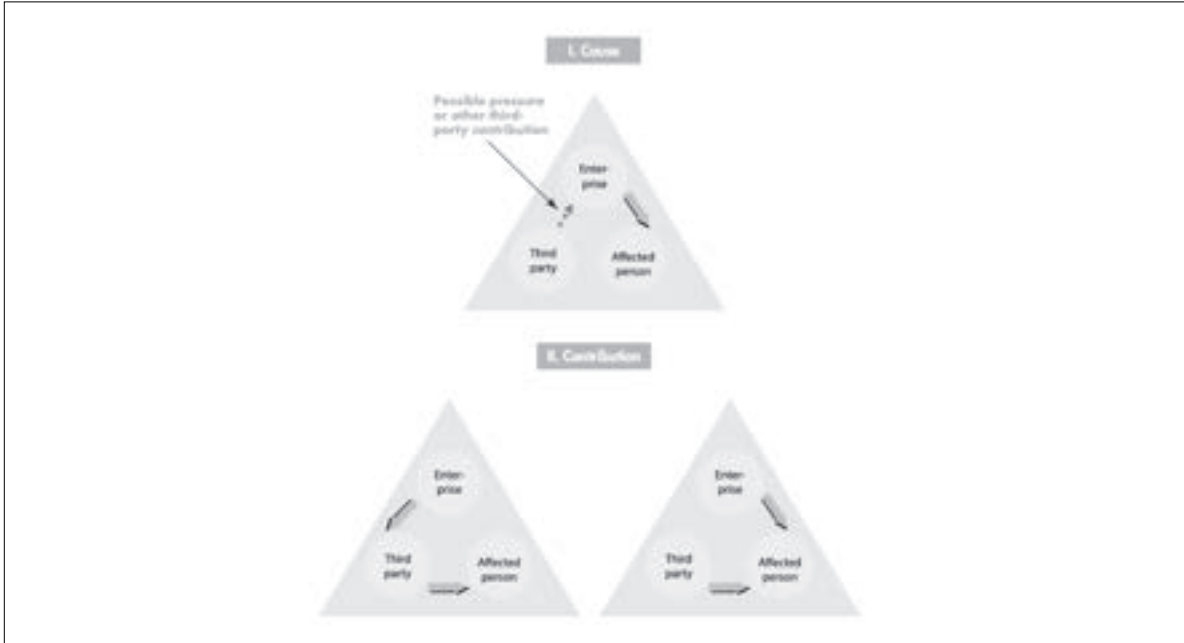 I. Cause
Possible pressure
or other third-
party contribution
Enter-
prise
Third
party
Affected
person
II. Contribution
Enter-
prise
Third
party
Affected
person
Enter-
prise
Third
party
Affected
person